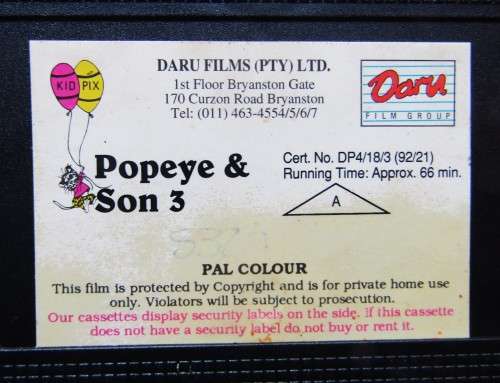 KID PIX
DARU FILMS (PTY) LTD.
1st Floor Bryanston Gate
170 Curzon Road Bryanston
Tel: (011) 463-4554/5/6/7
Daru
FILM GROUP
Popeye &
Son 3
Cert. No. DP4/18/3 (92/21)
Running Time: Approx. 66 min.
A
PAL COLOUR
This film is protected by Copyright and is for private home use
only. Violators will be subject to prosecution.
Our cassettes display security labels on the side. If this cassette
does not have a security label do not buy or rent it.